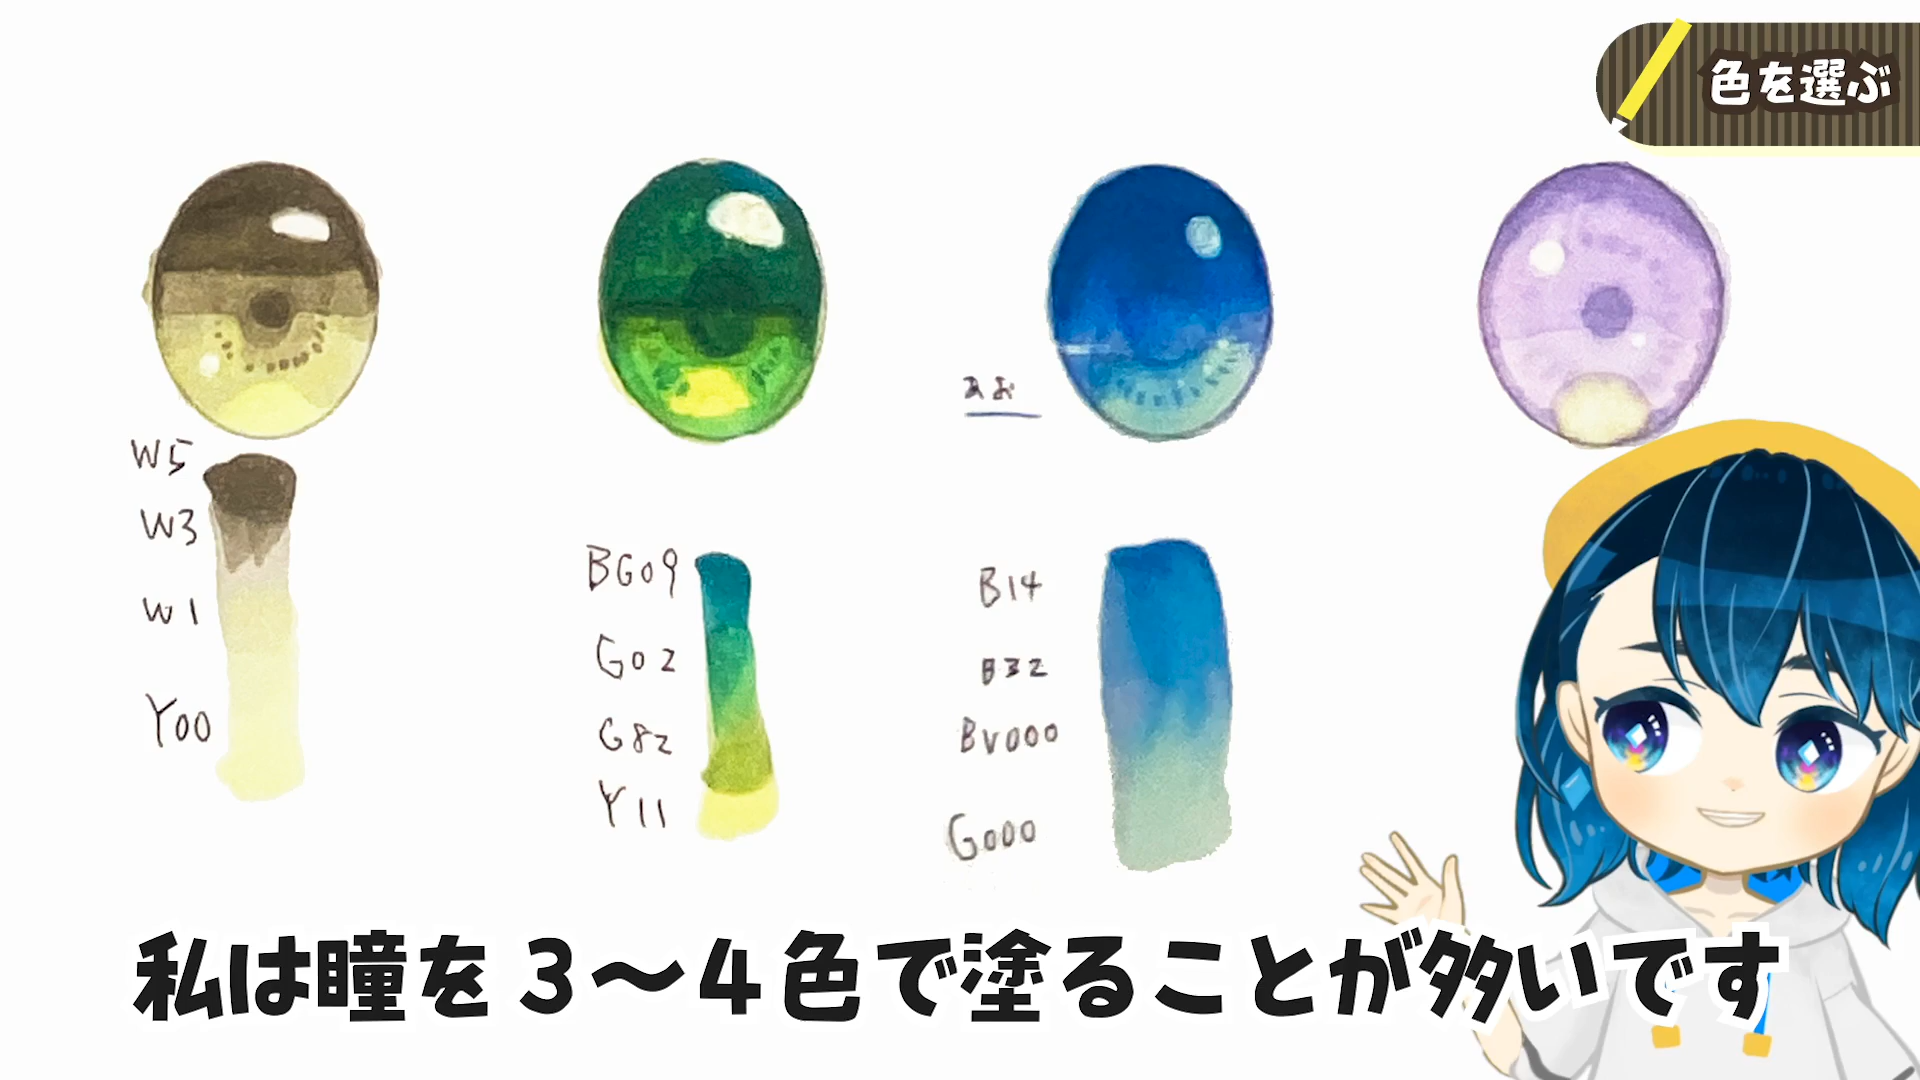 色を選ぶ
W5
W3
W1
Y00
BG09
G02
G82
Y11
あお
B14
B32
BV000
G000
私は瞳を3～4色で塗ることが多いです